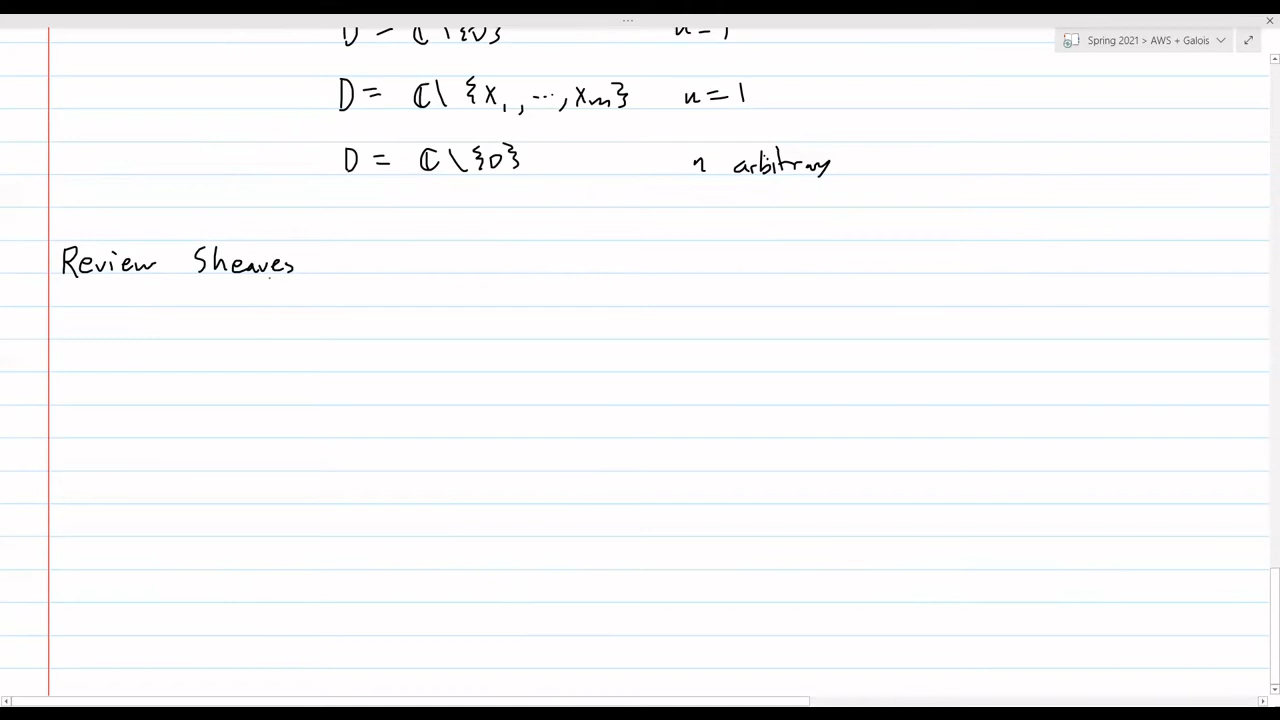 Spring 2021 > AWS + Galois
D = ℂ \ {x₁, ..., xₘ} n = 1
D = ℂ \ {0} n arbitrary
Review Sheaves